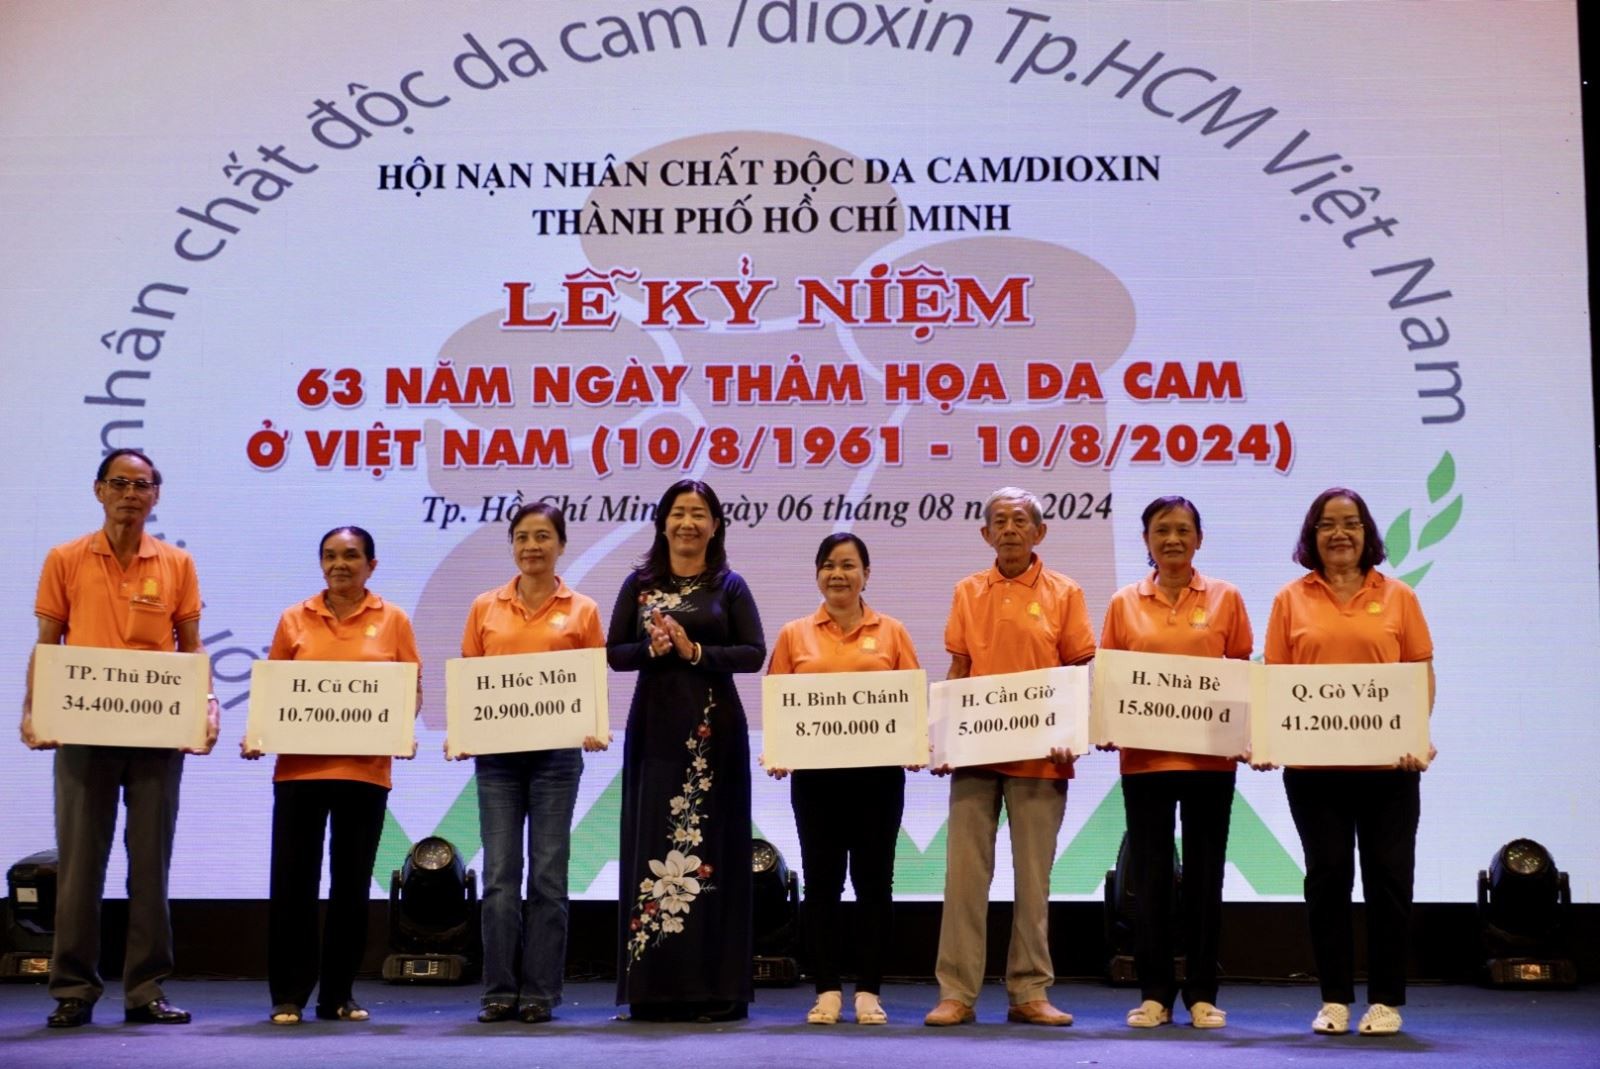 nhân chất độc da cam /dioxin Tp.HCM Việt Nam
HỘI NẠN NHÂN CHẤT ĐỘC DA CAM/DIOXIN
THÀNH PHỐ HỒ CHÍ MINH
LỄ KỶ NIỆM
63 NĂM NGÀY THẢM HỌA DA CAM
Ở VIỆT NAM (10/8/1961 - 10/8/2024)
Tp. Hồ Chí Minh, ngày 06 tháng 08 năm 2024
TP. Thủ Đức
34.400.000 đ
H. Củ Chi
10.700.000 đ
H. Hóc Môn
20.900.000 đ
H. Bình Chánh
8.700.000 đ
H. Cần Giờ
5.000.000 đ
H. Nhà Bè
15.800.000 đ
Q. Gò Vấp
41.200.000 đ